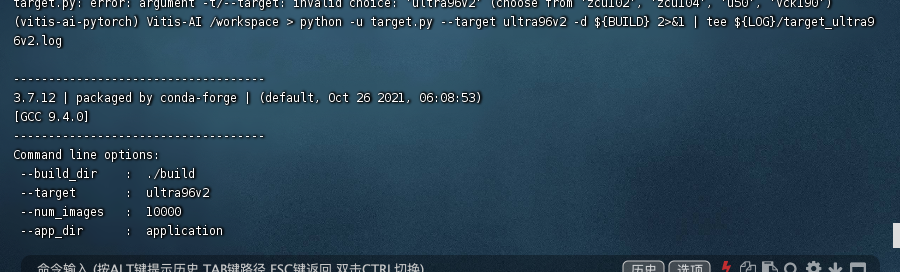 target.py: error: argument -t/--target: invalid choice: 'ultra96v2' (choose from 'zcu102', 'zcu104', 'u50', 'vck190')
(vitis-ai-pytorch) Vitis-AI /workspace > python -u target.py --target ultra96v2 -d ${BUILD} 2>&1 | tee ${LOG}/target_ultra9
6v2.log
------------------------------------
3.7.12 | packaged by conda-forge | (default, Oct 26 2021, 06:08:53)
[GCC 9.4.0]
------------------------------------
Command line options:
--build_dir : ./build
--target : ultra96v2
--num_images : 10000
--app_dir : application
命令输入 (按ALT键提示历史,TAB键路径,ESC键返回,双击CTRL切换)
历史 选项